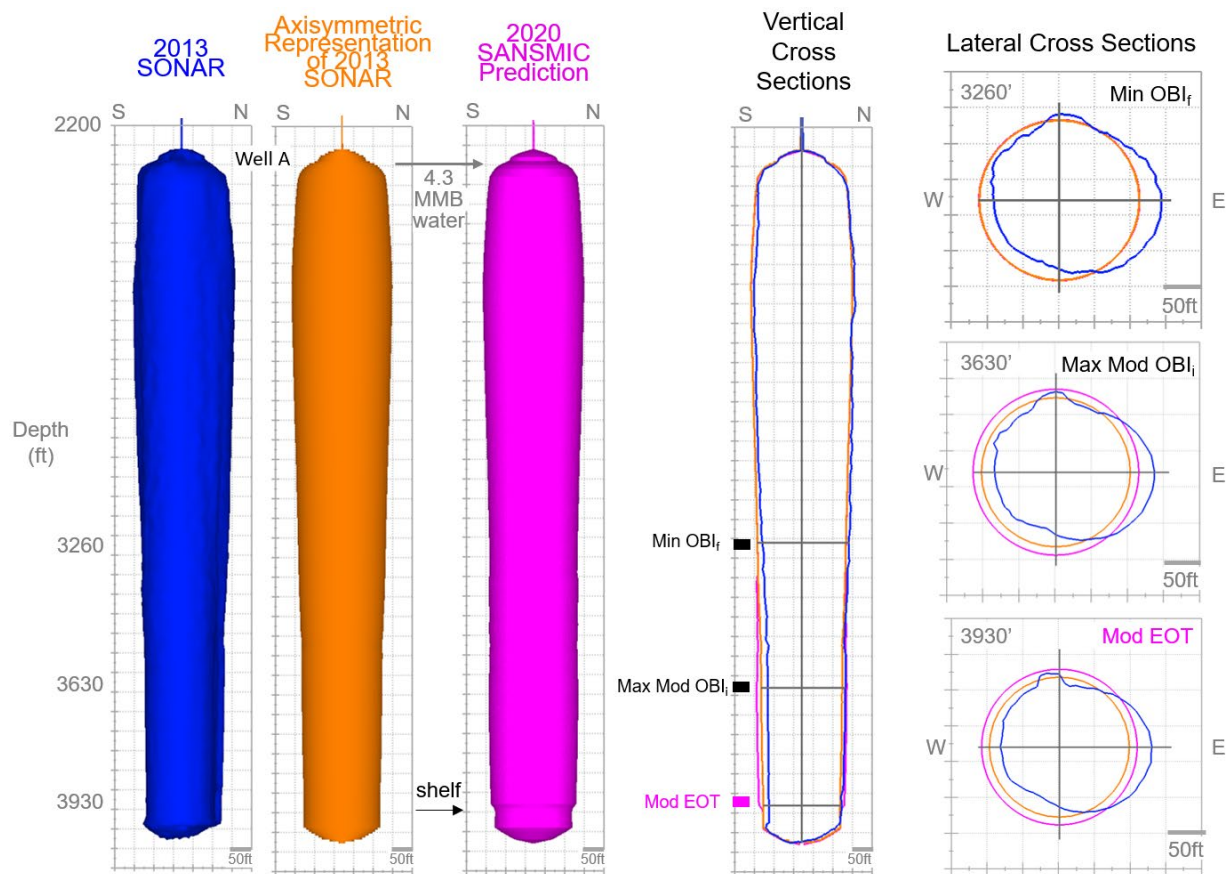 2013
SONAR
Axisymmetric
Representation
of 2013
SONAR
2020
SANSMIC
Prediction
Vertical
Cross
Sections
Lateral Cross Sections
S N
S N
S N
S N
2200
Well A
4.3
MMB
water
Depth
(ft)
3260
3630
3930
shelf
50ft
50ft
50ft
50ft
Min OBIf
Max Mod OBIi
Mod EOT
3260'
Min OBIf
W
E
50ft
3630'
Max Mod OBIi
W
E
50ft
3930'
Mod EOT
W
E
50ft